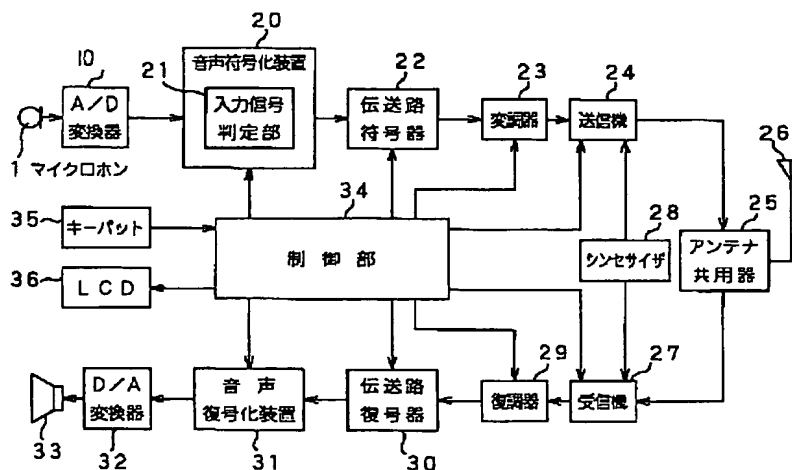 20
10
音声符号化装置
21
22
23
24
A/D
変換器
入力信号
判定部
伝送路
符号器
変調器
送信機
26
1 マイクロホン
34
28
25
35
キーパット
制御部
シンセサイザ
アンテナ
共用器
36
LCD
29
27
D/A
変換器
音声
復号化装置
伝送路
復号器
復調器
受信機
33
32
31
30